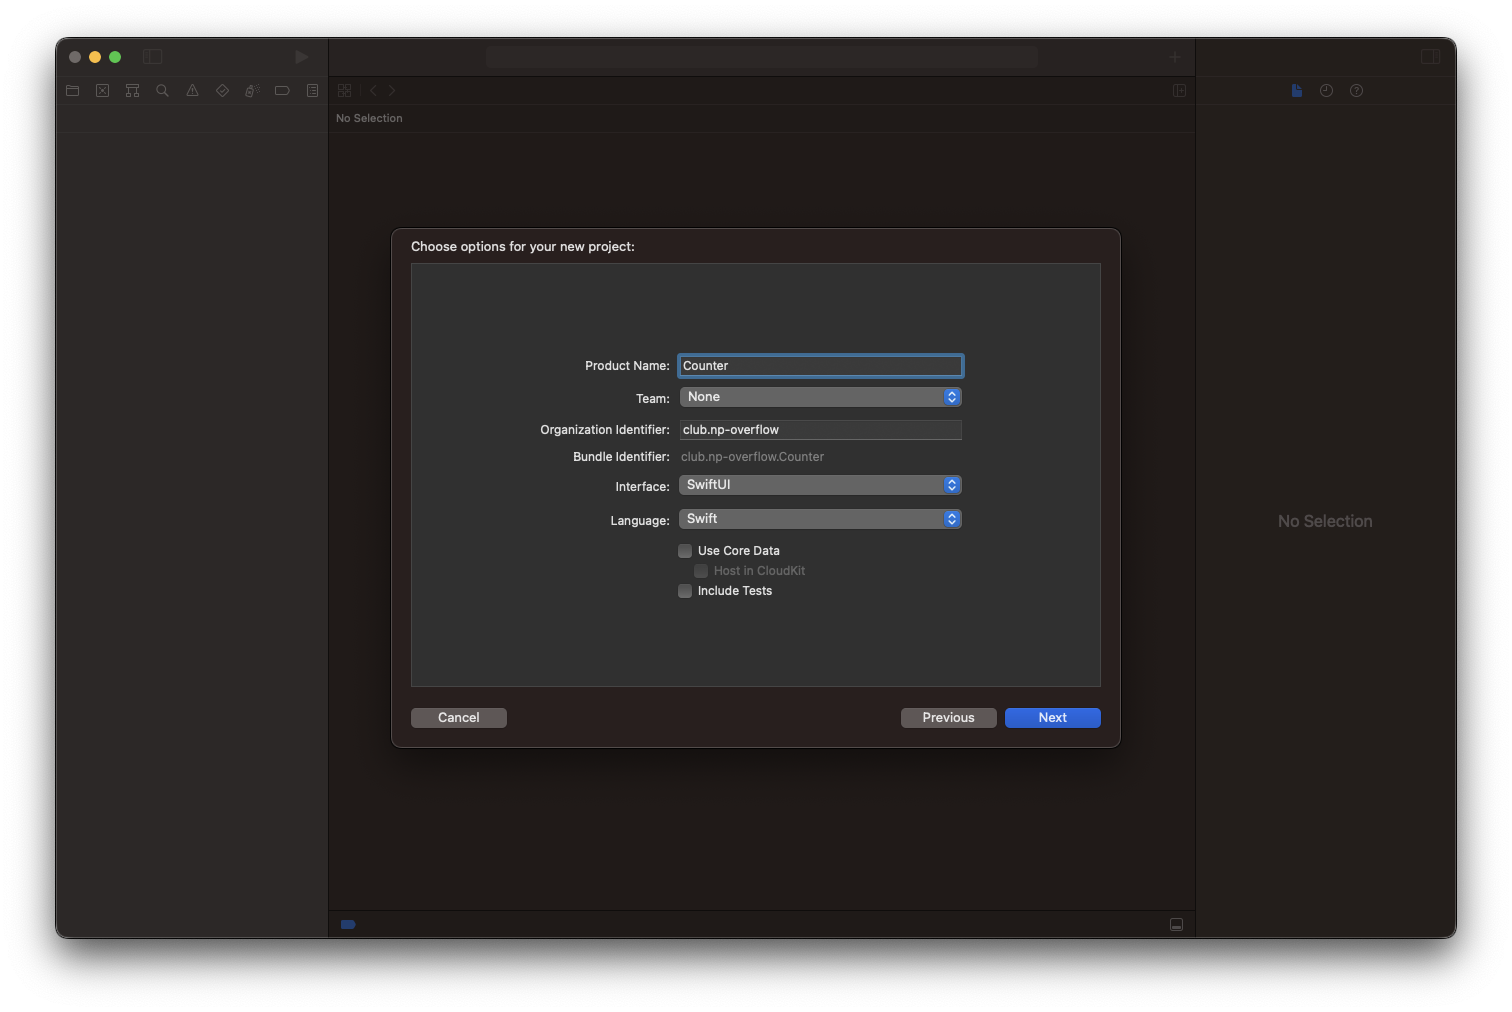 No Selection
Choose options for your new project:
Product Name: Counter
Team: None
Organization Identifier: club.np-overflow
Bundle Identifier: club.np-overflow.Counter
Interface: SwiftUI
Language: Swift
Use Core Data
Host in CloudKit
Include Tests
Cancel Previous Next
No Selection